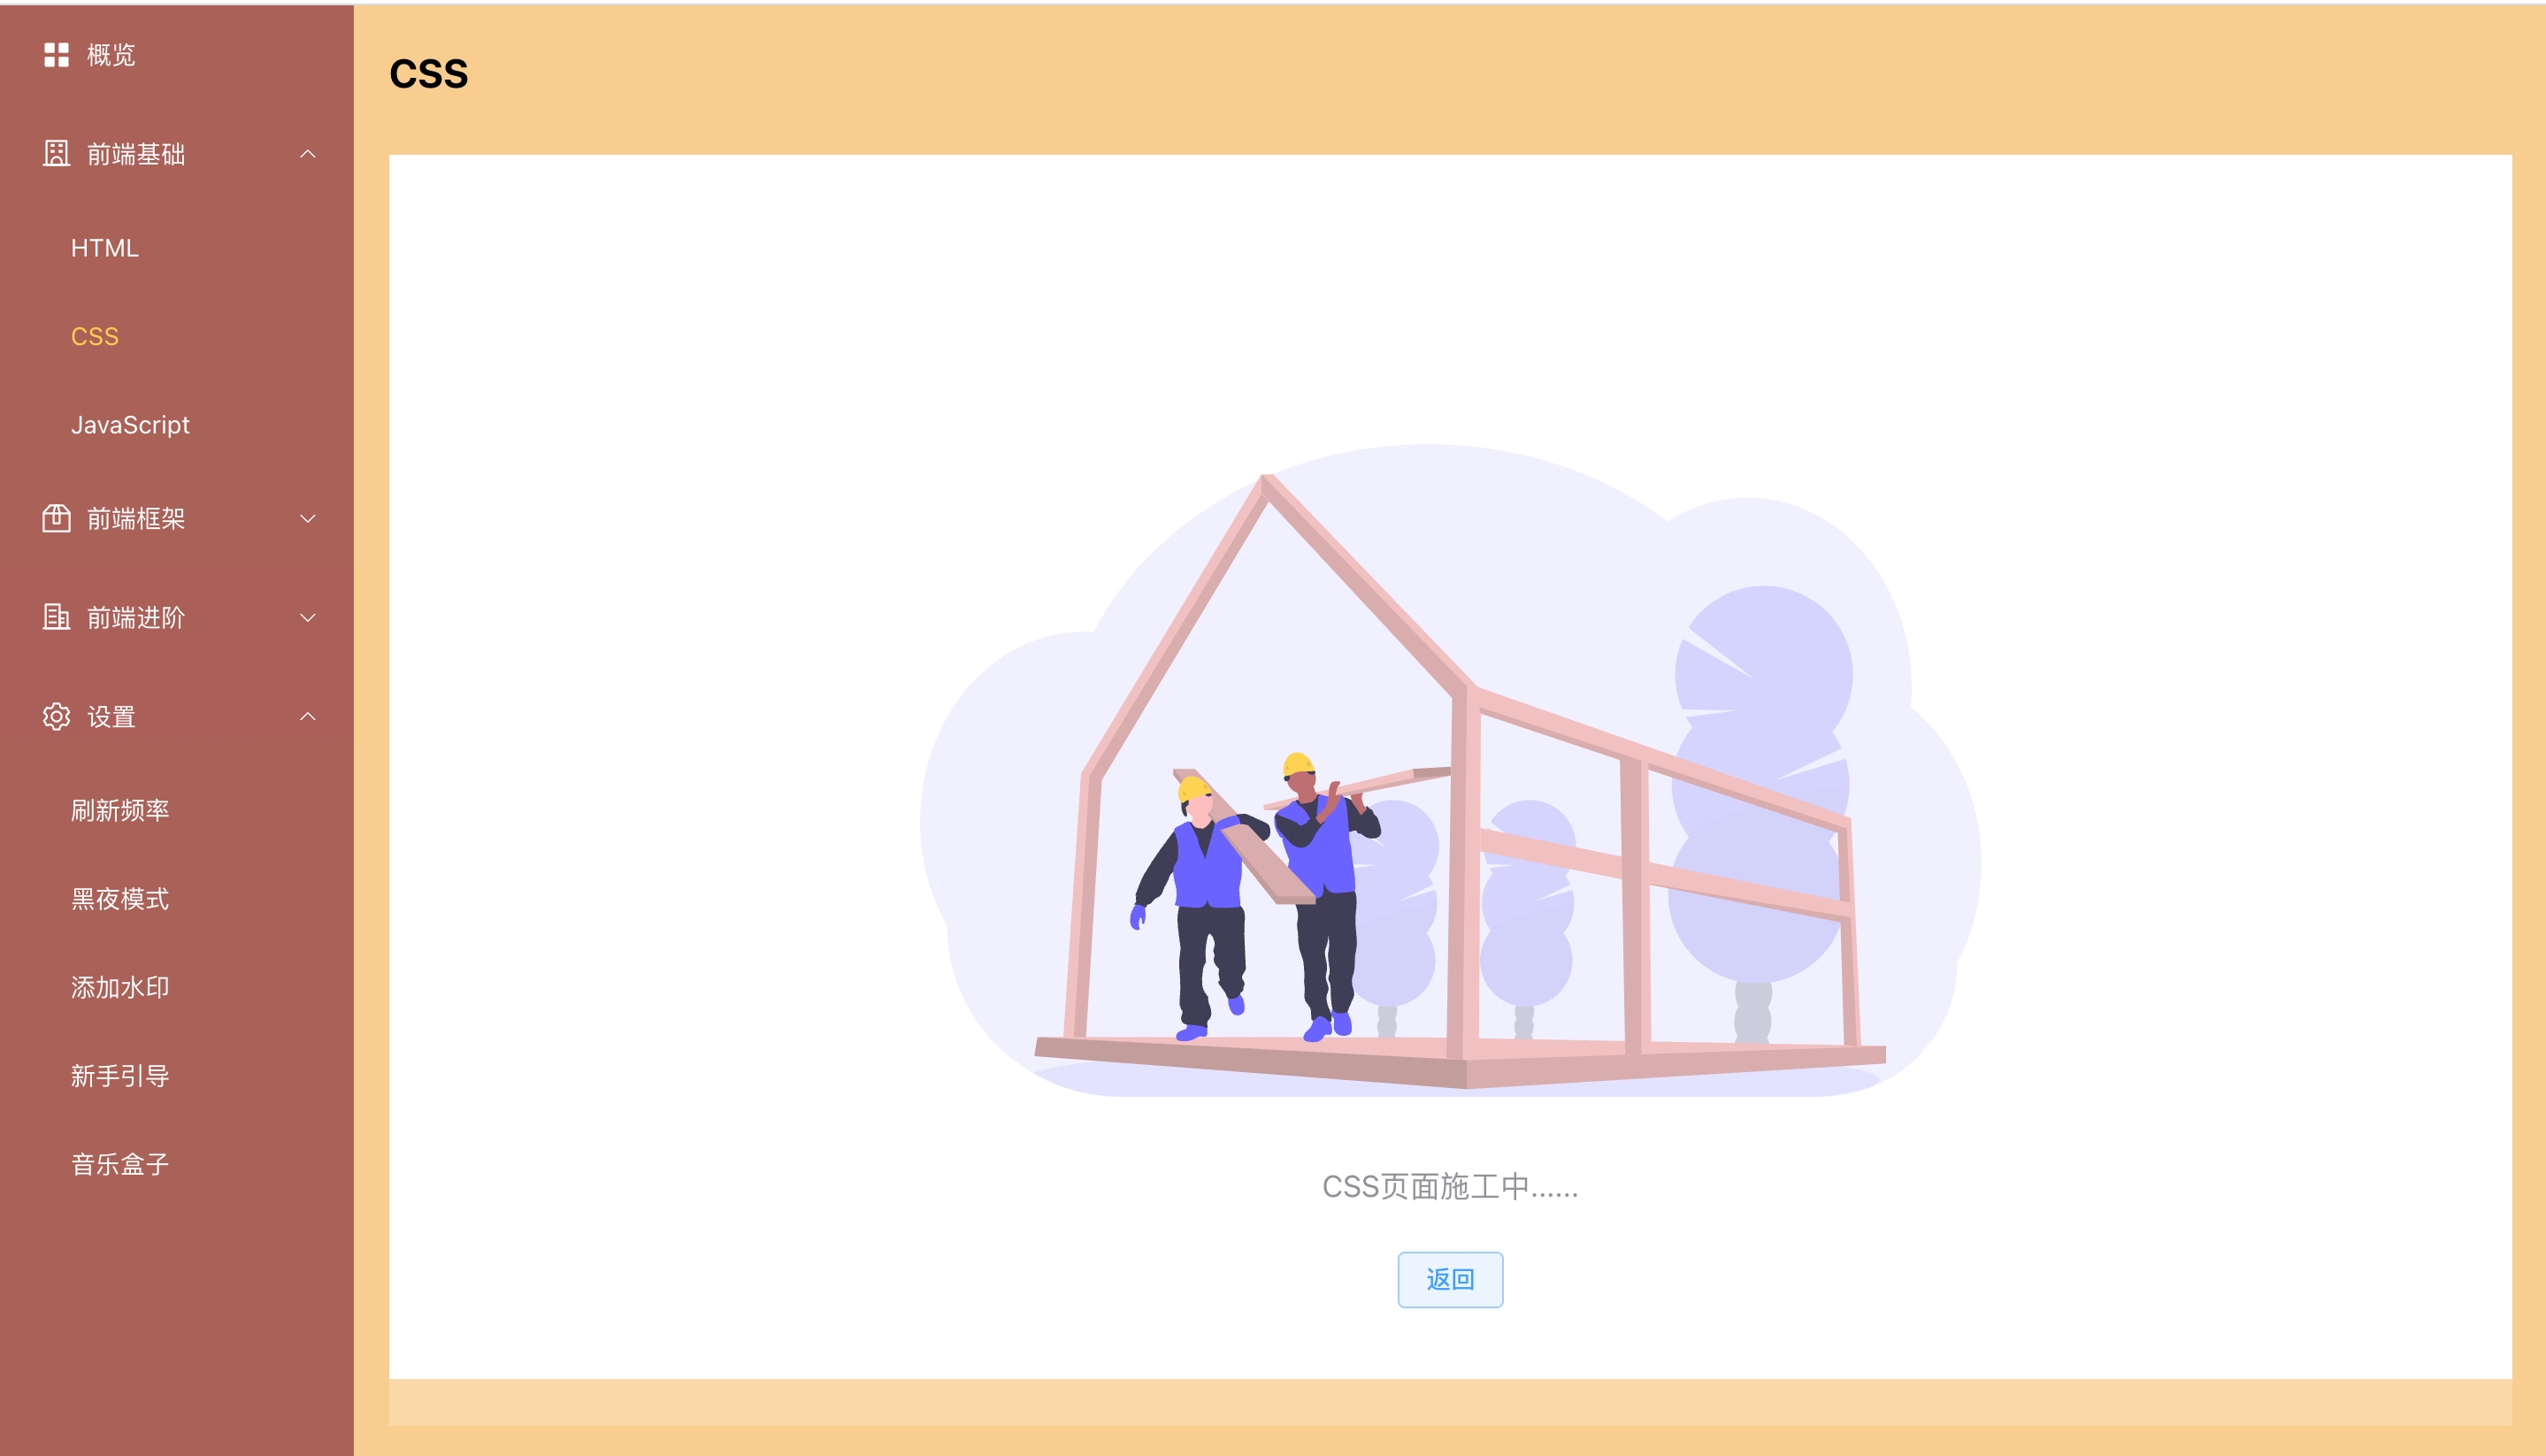 概览
前端基础
HTML
CSS
JavaScript
前端框架
前端进阶
设置
刷新频率
黑夜模式
添加水印
新手引导
音乐盒子
CSS
CSS页面施工中......
返回